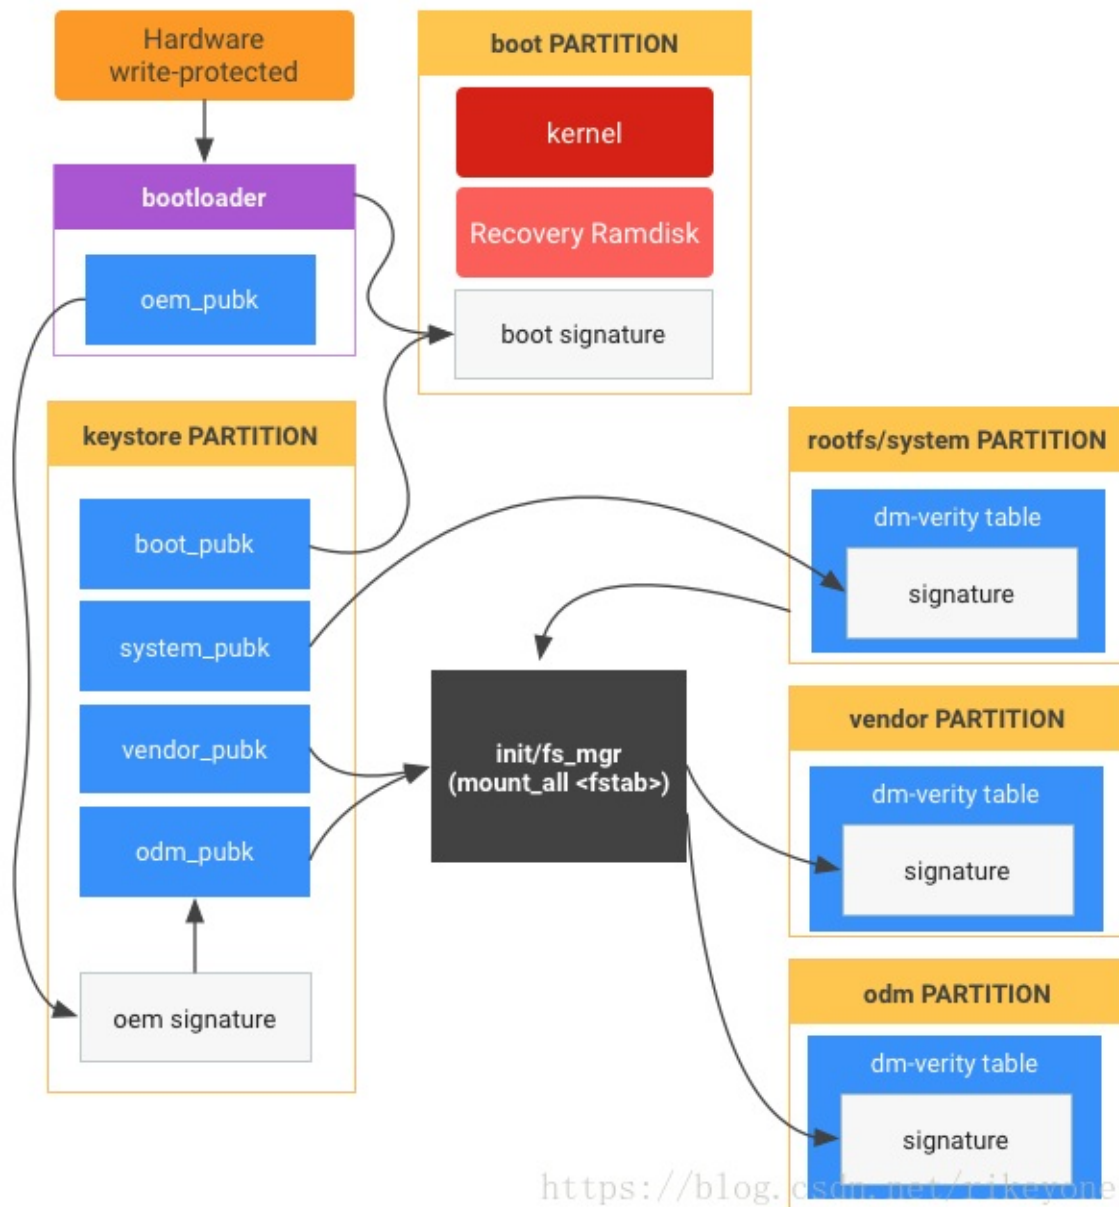 Hardware
write-protected
bootloader
oem_pubk
boot PARTITION
kernel
Recovery Ramdisk
boot signature
keystore PARTITION
boot_pubk
system_pubk
vendor_pubk
odm_pubk
oem signature
init/fs_mgr
(mount_all <fstab>)
rootfs/system PARTITION
dm-verity table
signature
vendor PARTITION
dm-verity table
signature
odm PARTITION
dm-verity table
signature
https://blog.csdn.net/rikeyone